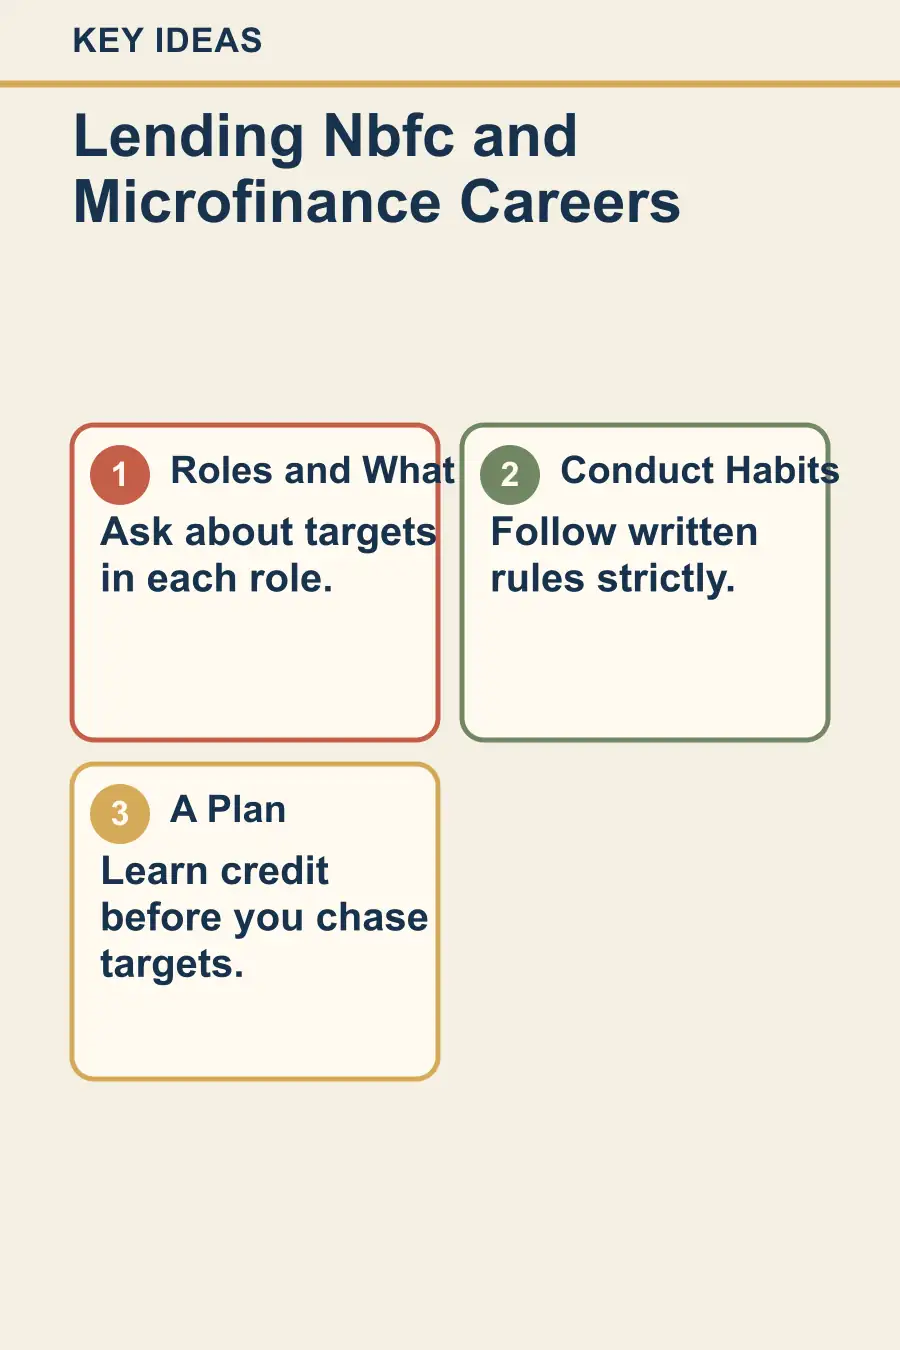 KEY IDEAS
Lending Nbfc and
Microfinance Careers
1 Roles and What
Ask about targets
in each role.
2 Conduct Habits
Follow written
rules strictly.
3 A Plan
Learn credit
before you chase
targets.